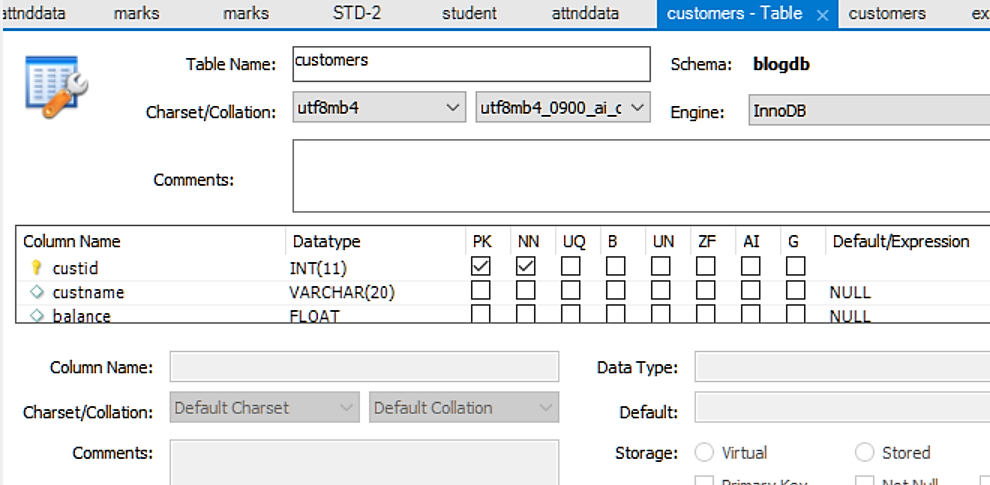 attnddata marks marks STD-2 student attnddata customers - Table customers ex
Table Name: customers Schema: blogdb
Charset/Collation: utf8mb4 utf8mb4_0900_ai_c Engine: InnoDB
Comments:
Column Name Datatype PK NN UQ B UN ZF AI G Default/Expression
custid INT(11)
custname VARCHAR(20) NULL
balance FLOAT NULL
Column Name: Data Type:
Charset/Collation: Default Charset Default Collation Default:
Comments: Storage: Virtual Stored
Primary Key Not Null